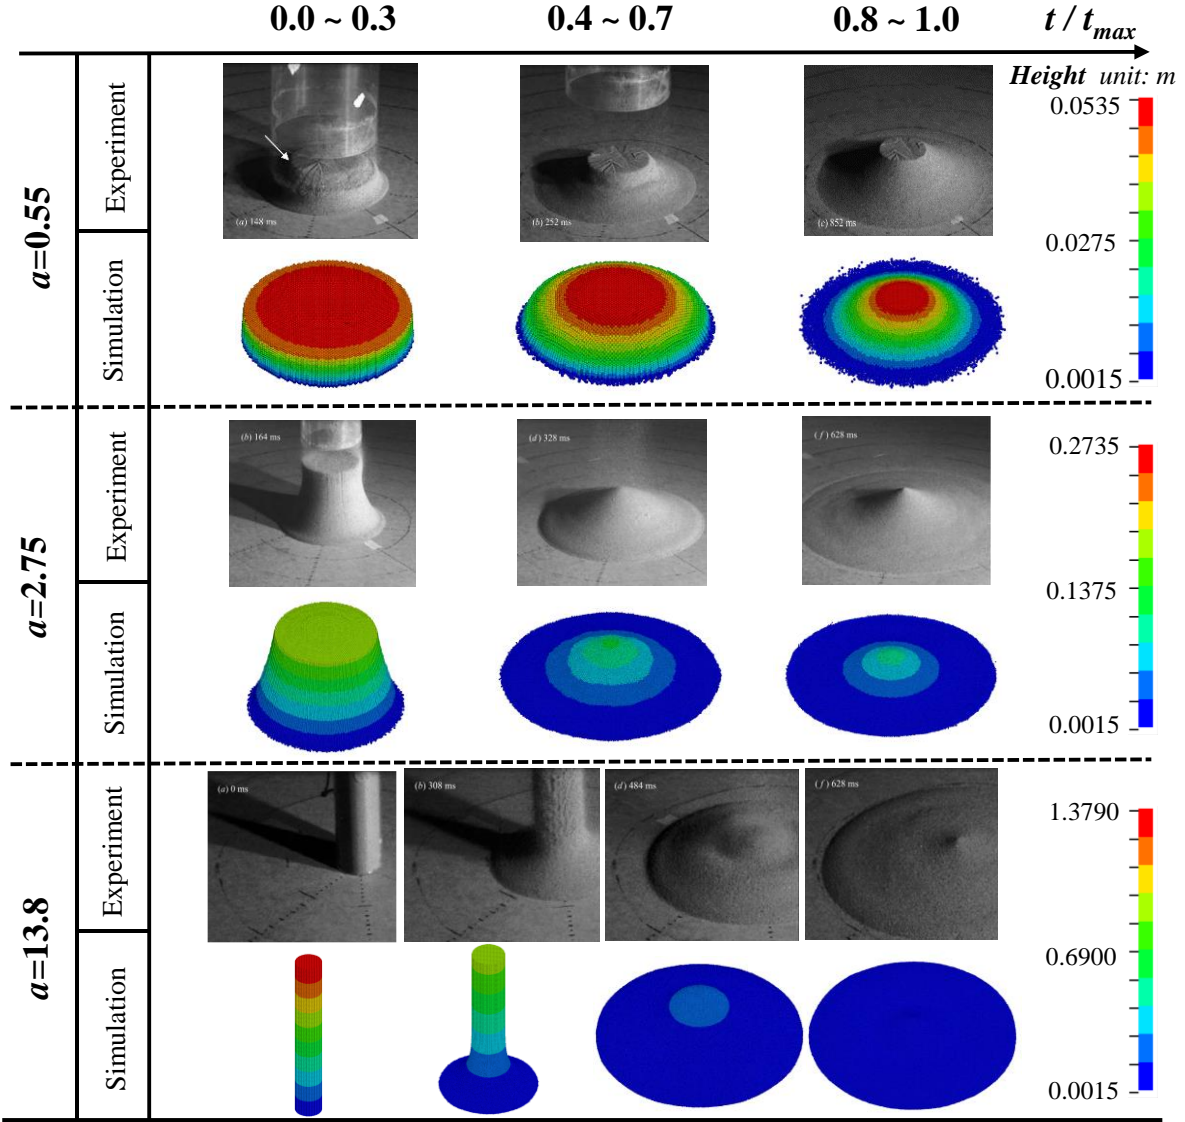 0.0 ~ 0.3 0.4 ~ 0.7 0.8 ~ 1.0 t / tmax
Height unit: m
a=0.55
Experiment
(a) 148 ms
(b) 252 ms
(c) 852 ms
Simulation
0.0535
0.0275
0.0015
a=2.75
Experiment
(b) 164 ms
(d) 328 ms
(f) 628 ms
Simulation
0.2735
0.1375
0.0015
a=13.8
Experiment
(a) 0 ms
(b) 308 ms
(d) 484 ms
(f) 628 ms
Simulation
1.3790
0.6900
0.0015